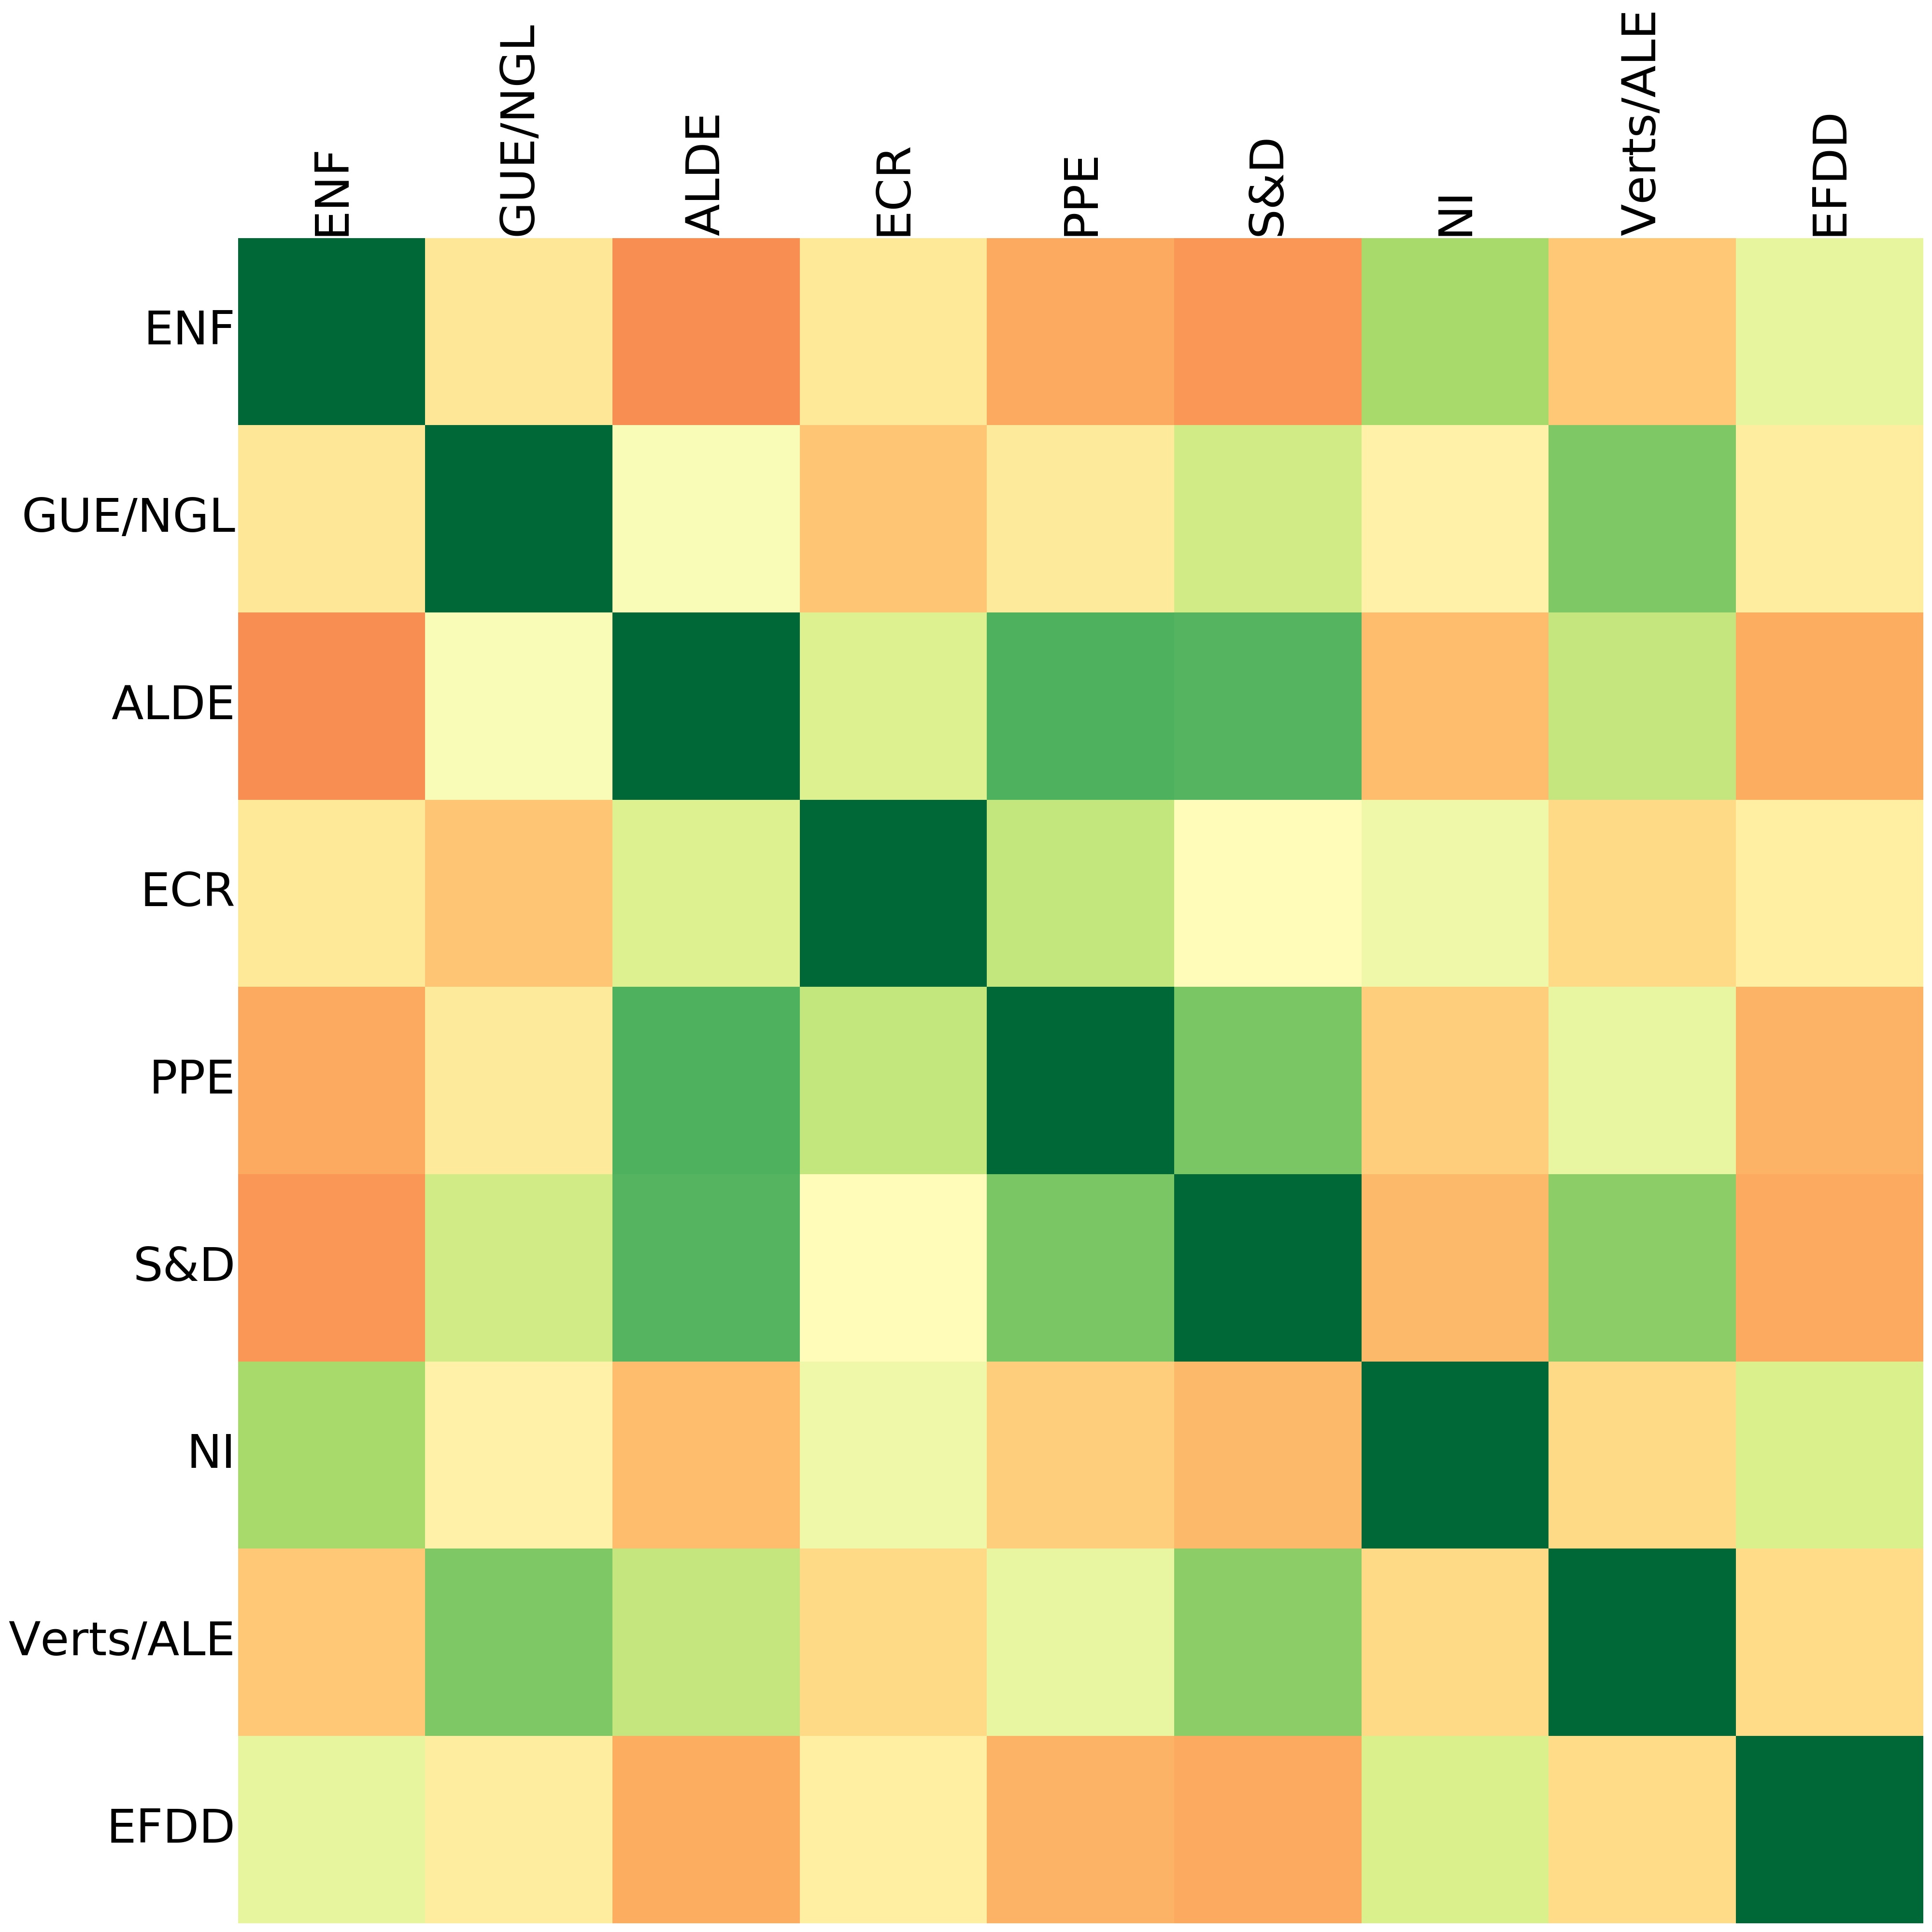 ENF
GUE/NGL
ALDE
ECR
PPE
S&D
NI
Verts/ALE
EFDD
ENF
GUE/NGL
ALDE
ECR
PPE
S&D
NI
Verts/ALE
EFDD